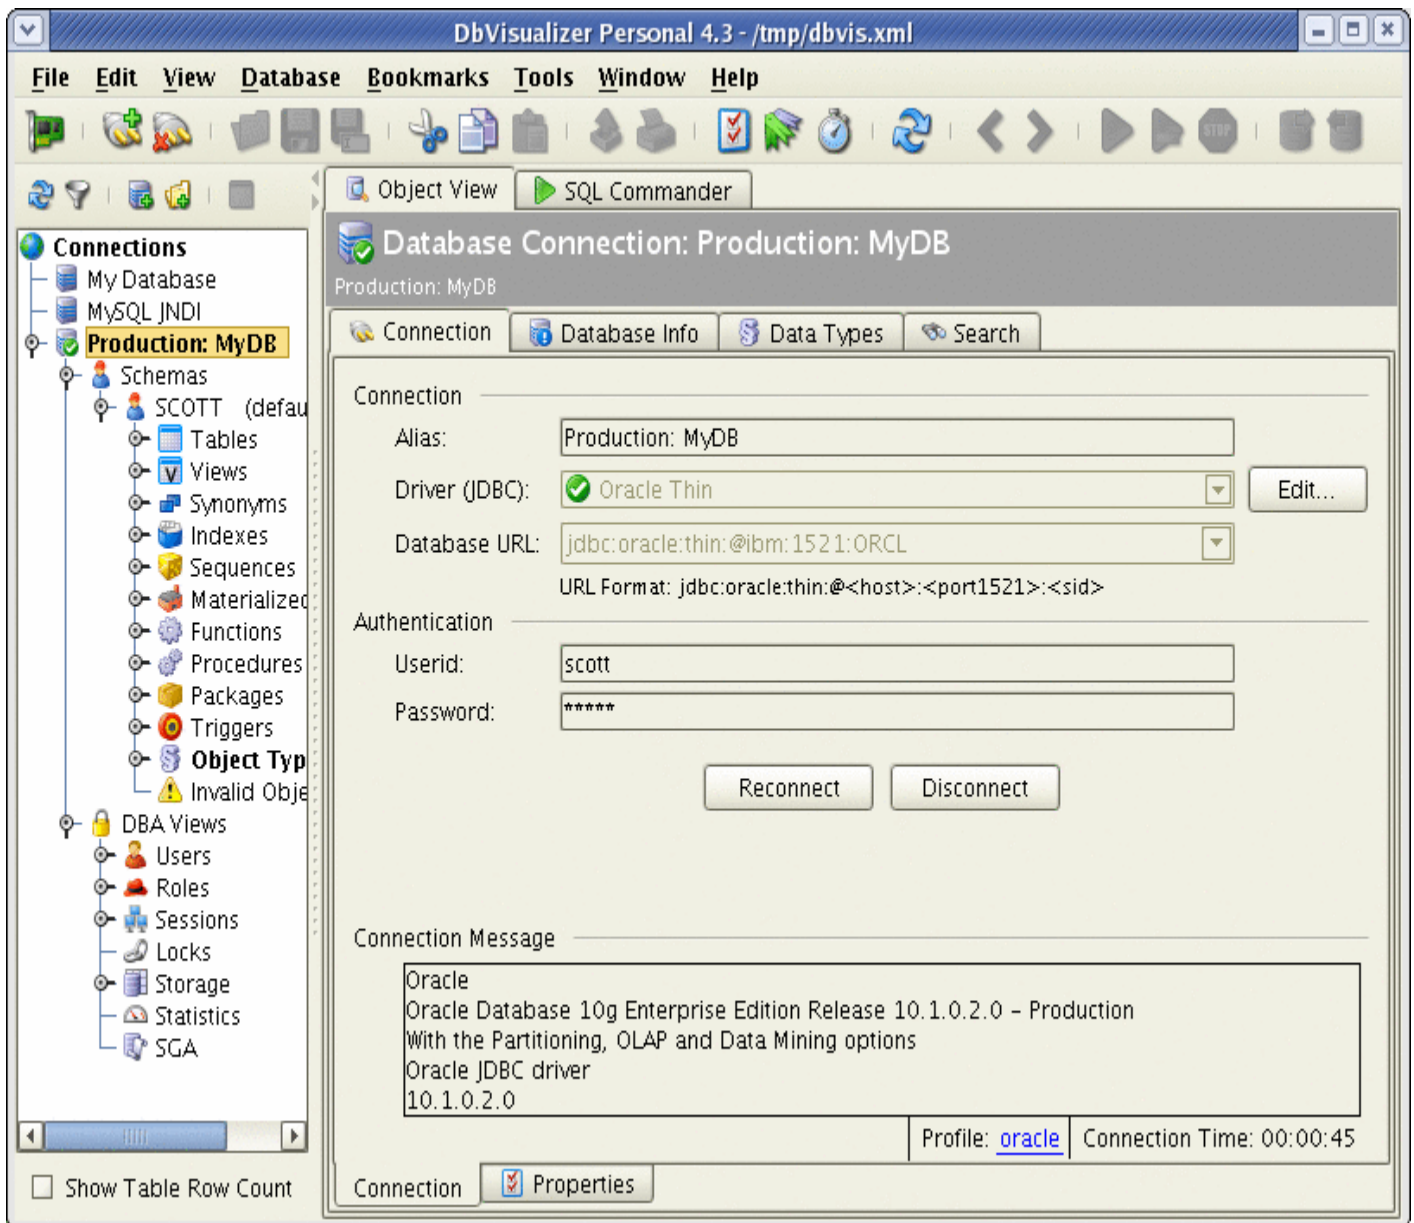 DbVisualizer Personal 4.3 - /tmp/dbvis.xml
File Edit View Database Bookmarks Tools Window Help
STOP
Object View SQL Commander
Connections
My Database
MySQL JNDI
Production: MyDB
Schemas
SCOTT (defau
Tables
Views
Synonyms
Indexes
Sequences
Materialized
Functions
Procedures
Packages
Triggers
Object Typ
Invalid Obje
DBA Views
Users
Roles
Sessions
Locks
Storage
Statistics
SGA
Show Table Row Count
Database Connection: Production: MyDB
Production: MyDB
Connection Database Info Data Types Search
Connection
Alias: Production: MyDB
Driver (JDBC): Oracle Thin Edit...
Database URL: jdbc:oracle:thin:@ibm:1521:ORCL
URL Format: jdbc:oracle:thin:@<host>:<port1521>:<sid>
Authentication
Userid: scott
Password: *****
Reconnect Disconnect
Connection Message
Oracle
Oracle Database 10g Enterprise Edition Release 10.1.0.2.0 – Production
With the Partitioning, OLAP and Data Mining options
Oracle JDBC driver
10.1.0.2.0
Profile: oracle Connection Time: 00:00:45
Connection Properties